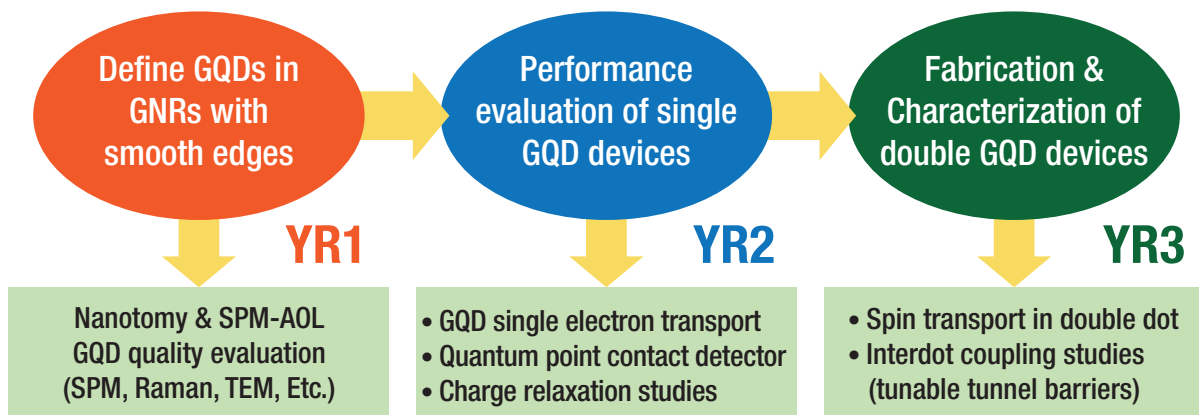 Define GQDs in
GNRs with
smooth edges
Performance
evaluation of single
GQD devices
Fabrication &
Characterization of
double GQD devices
YR1
YR2
YR3
Nanotomy & SPM-AOL
GQD quality evaluation
(SPM, Raman, TEM, Etc.)
• GQD single electron transport
• Quantum point contact detector
• Charge relaxation studies
• Spin transport in double dot
• Interdot coupling studies
(tunable tunnel barriers)